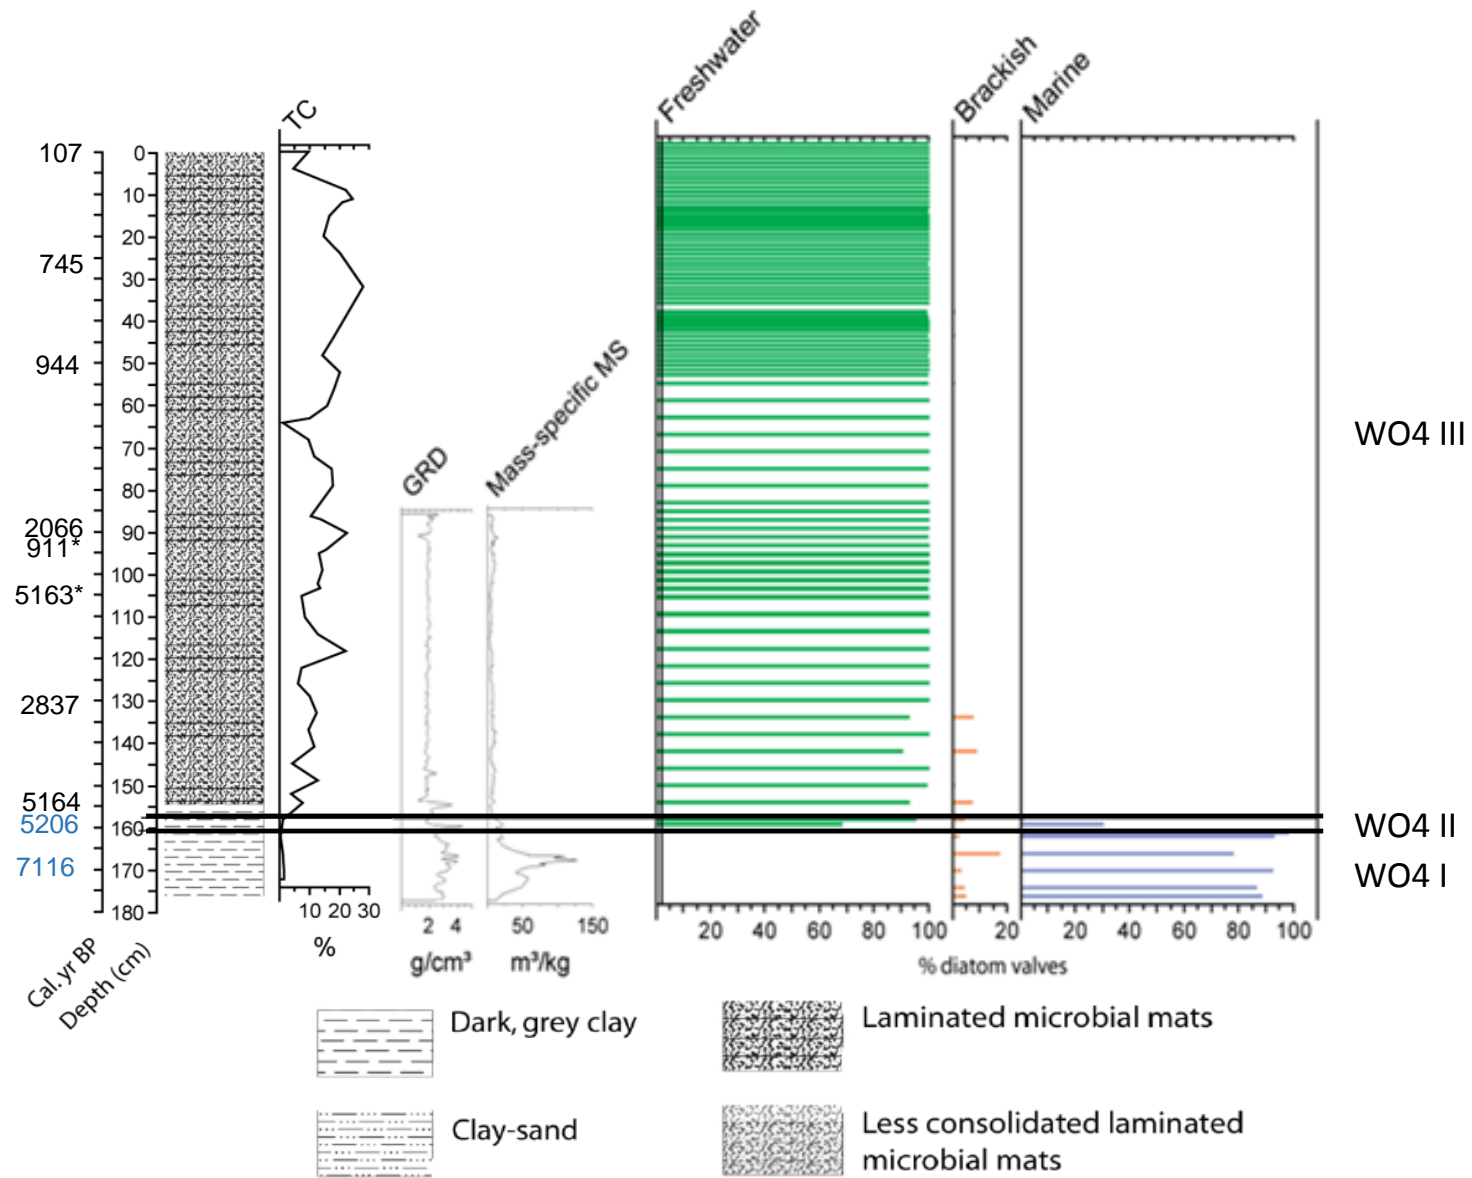 Freshwater
Brackish
Marine
TC
107
745
944
2066
911*
5163*
2837
5164
5206
7116
0
10
20
30
40
50
60
70
80
90
100
110
120
130
140
150
160
170
180
GRD
Mass-specific MS
WO4 III
WO4 II
WO4 I
10 20 30
%
2 4
g/cm³
50 150
m³/kg
20 40 60 80 100
20
20 40 60 80 100
% diatom valves
Cal.yr BP
Depth (cm)
Dark, grey clay
Laminated microbial mats
Clay-sand
Less consolidated laminated
microbial mats